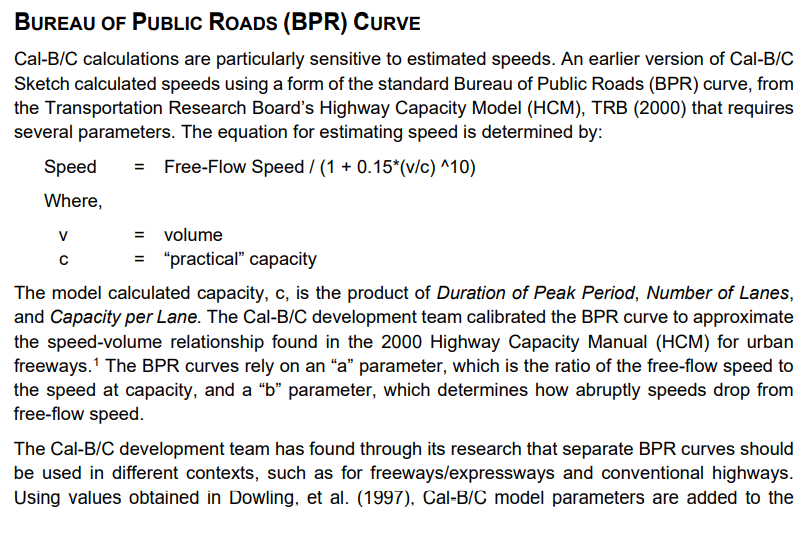 BUREAU OF PUBLIC ROADS (BPR) CURVE
Cal-B/C calculations are particularly sensitive to estimated speeds. An earlier version of Cal-B/C
Sketch calculated speeds using a form of the standard Bureau of Public Roads (BPR) curve, from
the Transportation Research Board's Highway Capacity Model (HCM), TRB (2000) that requires
several parameters. The equation for estimating speed is determined by:
Speed = Free-Flow Speed / (1 + 0.15*(v/c) ^10)
Where,
v = volume
c = “practical” capacity
The model calculated capacity, c, is the product of Duration of Peak Period, Number of Lanes,
and Capacity per Lane. The Cal-B/C development team calibrated the BPR curve to approximate
the speed-volume relationship found in the 2000 Highway Capacity Manual (HCM) for urban
freeways.¹ The BPR curves rely on an “a” parameter, which is the ratio of the free-flow speed to
the speed at capacity, and a “b” parameter, which determines how abruptly speeds drop from
free-flow speed.
The Cal-B/C development team has found through its research that separate BPR curves should
be used in different contexts, such as for freeways/expressways and conventional highways.
Using values obtained in Dowling, et al. (1997), Cal-B/C model parameters are added to the